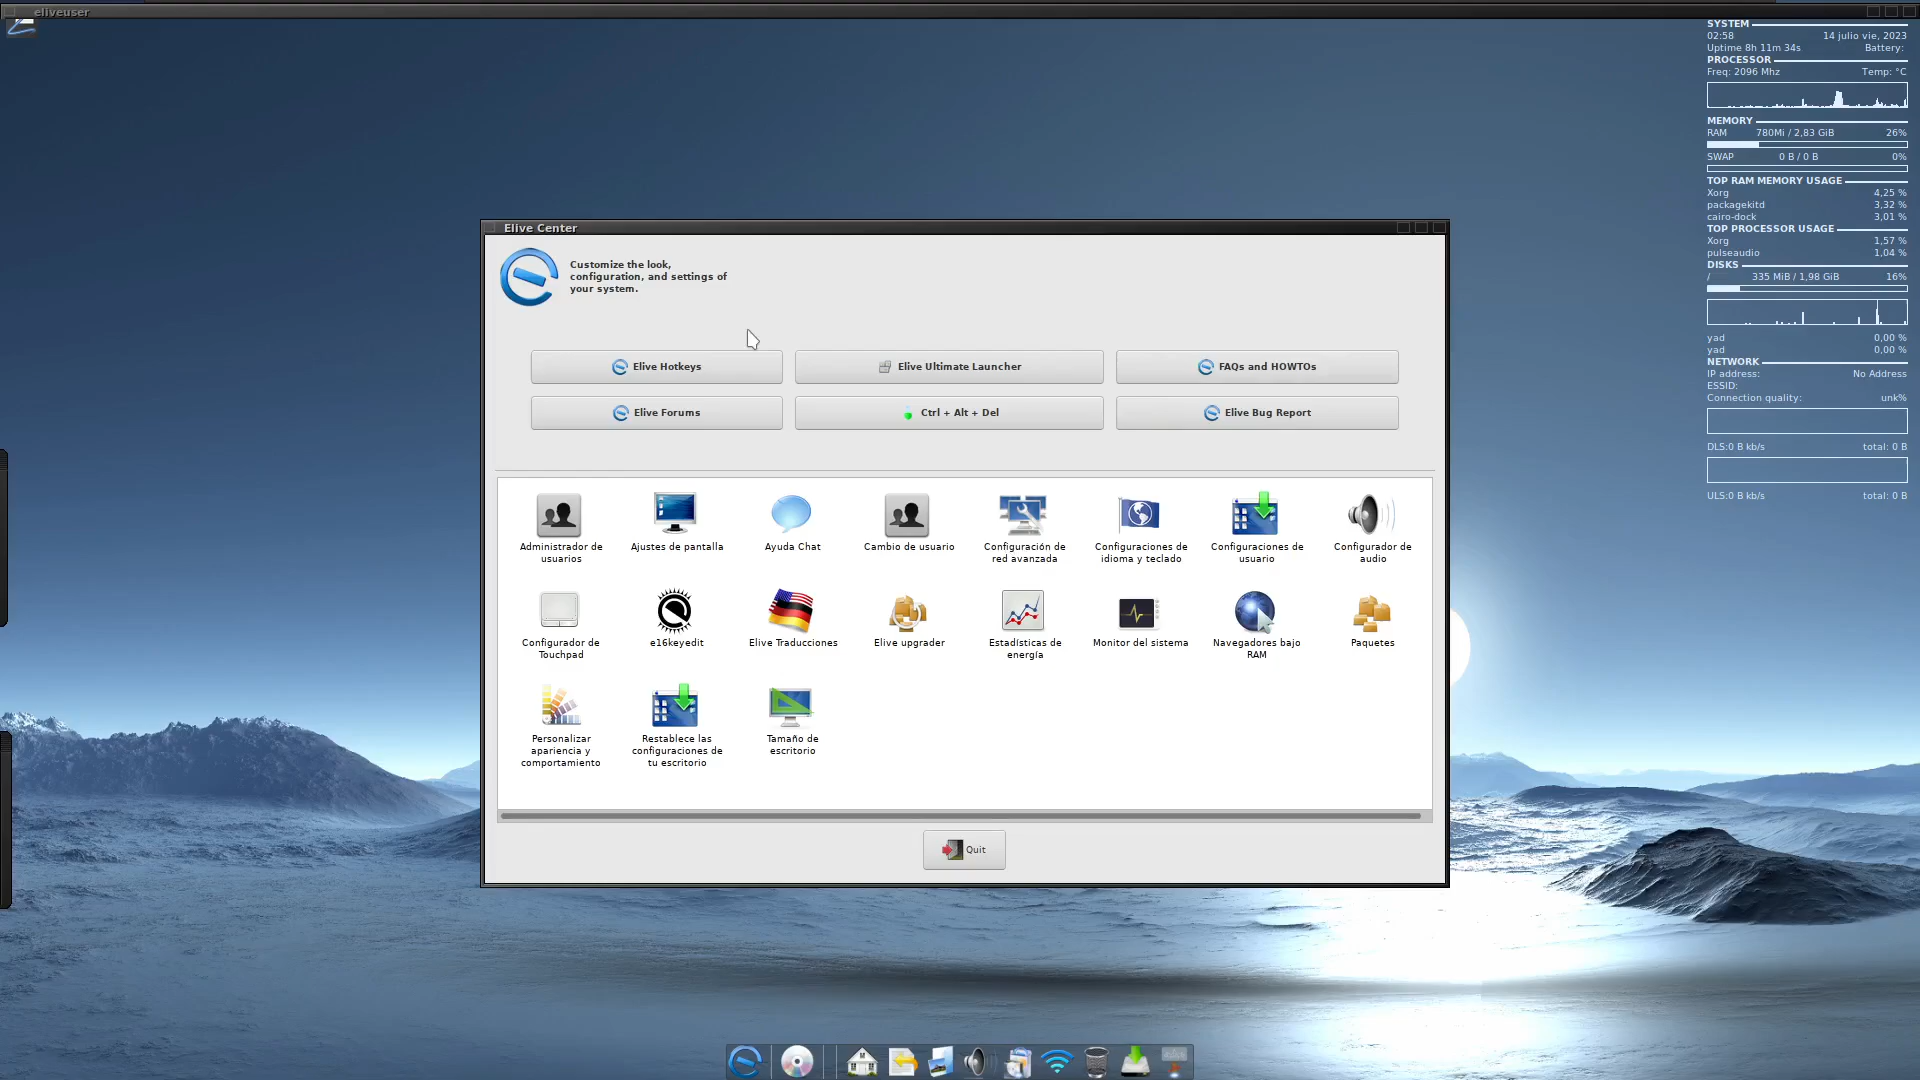 eliveuser
SYSTEM
02:58 14 julio vie, 2023
Uptime 8h 11m 34s Battery:
PROCESSOR
Freq: 2096 Mhz Temp: °C
MEMORY
RAM 780Mi / 2,83 GiB 26%
SWAP 0 B / 0 B 0%
TOP RAM MEMORY USAGE
Xorg 4,25 %
packagekitd 3,32 %
cairo-dock 3,01 %
TOP PROCESSOR USAGE
Xorg 1,57 %
pulseaudio 1,04 %
DISKS
/ 335 MiB / 1,98 GiB 16%
yad 0,00 %
yad 0,00 %
NETWORK
IP address: No Address
ESSID:
Connection quality: unk%
DLS:0 B kb/s total: 0 B
ULS:0 B kb/s total: 0 B
Elive Center
Customize the look,
configuration, and settings of
your system.
Elive Hotkeys
Elive Ultimate Launcher
FAQs and HOWTOs
Elive Forums
Ctrl + Alt + Del
Elive Bug Report
Administrador de
usuarios
Ajustes de pantalla
Ayuda Chat
Cambio de usuario
Configuración de
red avanzada
Configuraciones de
idioma y teclado
Configuraciones de
usuario
Configurador de
audio
Configurador de
Touchpad
e16keyedit
Elive Traducciones
Elive upgrader
Estadísticas de
energía
Monitor del sistema
Navegadores bajo
RAM
Paquetes
Personalizar
apariencia y
comportamiento
Restablece las
configuraciones de
tu escritorio
Tamaño de
escritorio
Quit